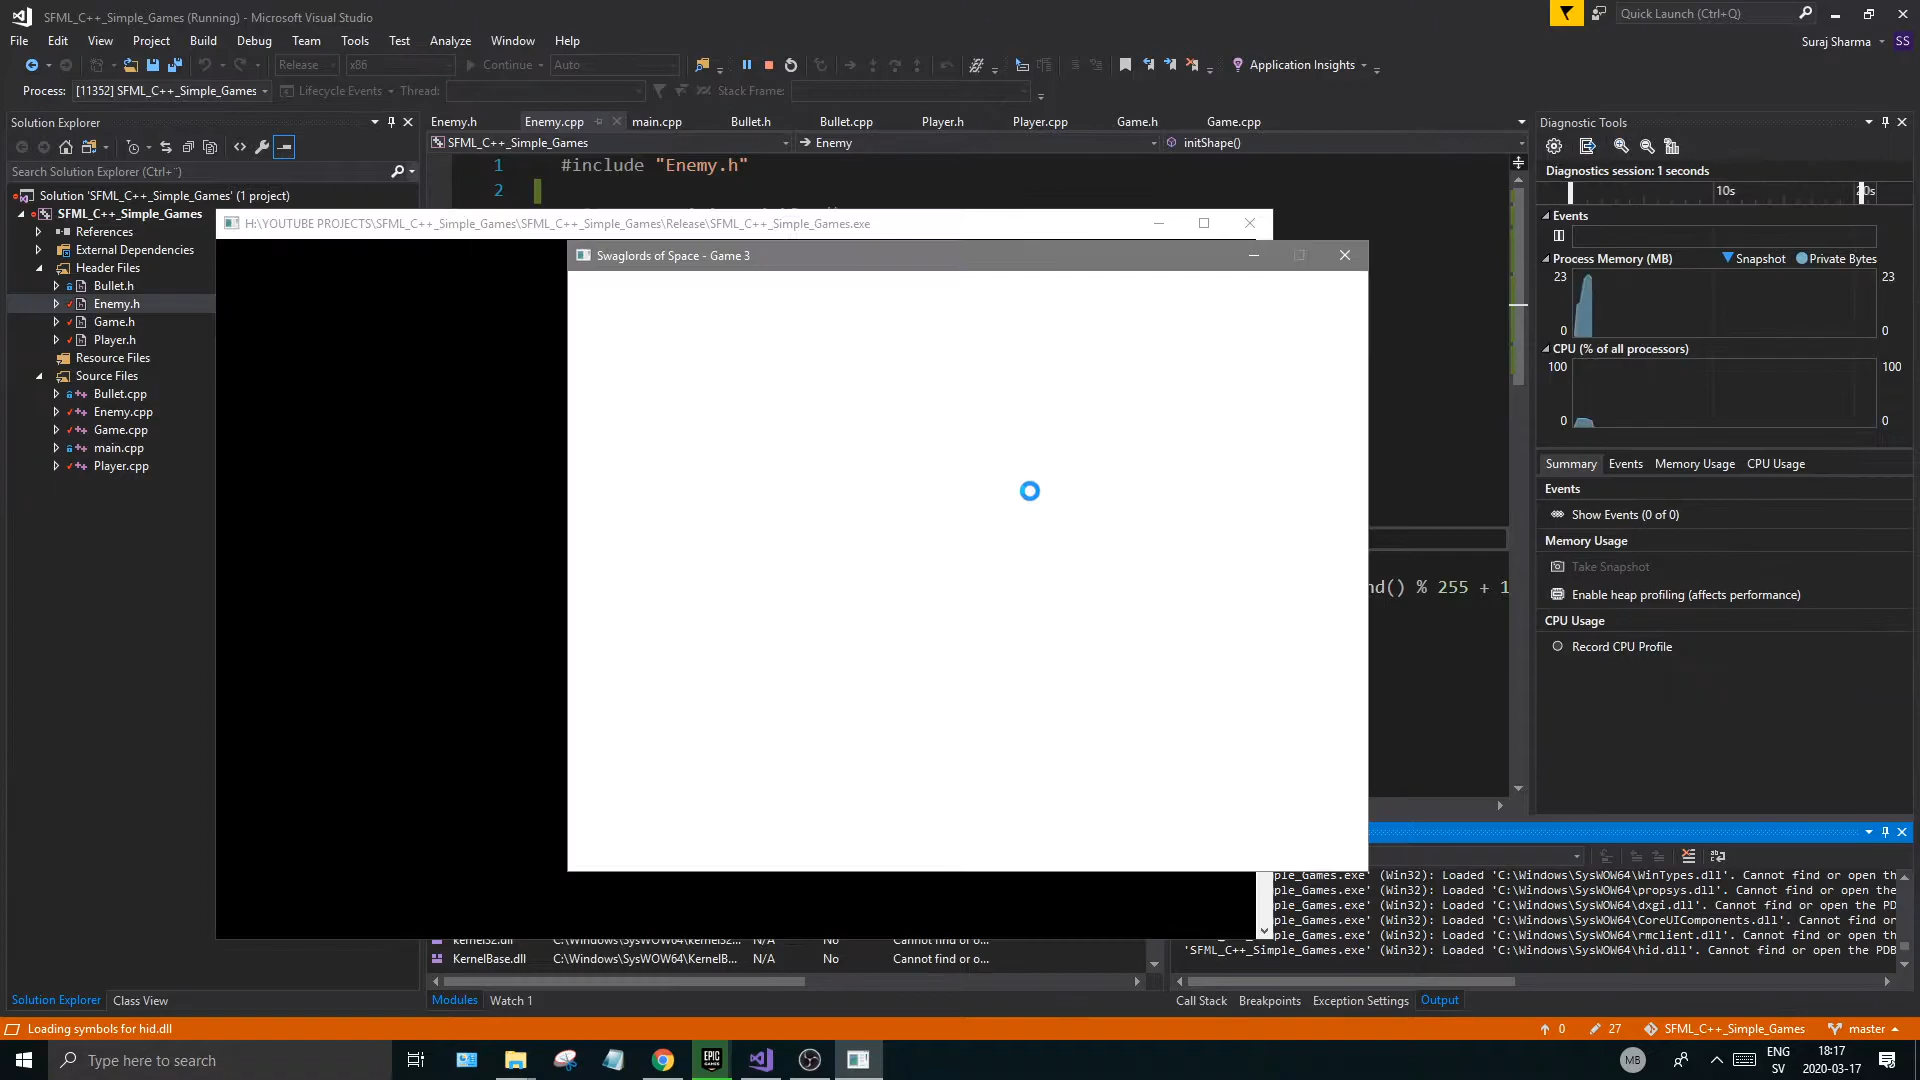 SFML_C++_Simple_Games (Running) - Microsoft Visual Studio
Quick Launch (Ctrl+Q)
File Edit View Project Build Debug Team Tools Test Analyze Window Help
Suraj Sharma SS
Release x86 Continue Auto Application Insights
Process: [11352] SFML_C++_Simple_Games Lifecycle Events Thread: Stack Frame:
Solution Explorer
Enemy.h Enemy.cpp main.cpp Bullet.h Bullet.cpp Player.h Player.cpp Game.h Game.cpp
Diagnostic Tools
SFML_C++_Simple_Games Enemy initShape()
Search Solution Explorer (Ctrl+¨)
1 #include "Enemy.h"
2
Diagnostics session: 1 seconds
10s 20s
Solution 'SFML_C++_Simple_Games' (1 project)
SFML_C++_Simple_Games
References
External Dependencies
Header Files
Bullet.h
Enemy.h
Game.h
Player.h
Resource Files
Source Files
Bullet.cpp
Enemy.cpp
Game.cpp
main.cpp
Player.cpp
H:\YOUTUBE PROJECTS\SFML_C++_Simple_Games\SFML_C++_Simple_Games\Release\SFML_C++_Simple_Games.exe
Swaglords of Space - Game 3
Events
Process Memory (MB) Snapshot Private Bytes
23 23
0 0
CPU (% of all processors)
100 100
0 0
Summary Events Memory Usage CPU Usage
Events
Show Events (0 of 0)
Memory Usage
Take Snapshot
Enable heap profiling (affects performance)
CPU Usage
Record CPU Profile
nd() % 255 + 1
ple_Games.exe' (Win32): Loaded 'C:\Windows\SysWOW64\WinTypes.dll'. Cannot find or open th
ple_Games.exe' (Win32): Loaded 'C:\Windows\SysWOW64\propsys.dll'. Cannot find or open the
ple_Games.exe' (Win32): Loaded 'C:\Windows\SysWOW64\dxgi.dll'. Cannot find or open the PD
ple_Games.exe' (Win32): Loaded 'C:\Windows\SysWOW64\CoreUIComponents.dll'. Cannot find or
ple_Games.exe' (Win32): Loaded 'C:\Windows\SysWOW64\rmclient.dll'. Cannot find or open th
'SFML_C++_Simple_Games.exe' (Win32): Loaded 'C:\Windows\SysWOW64\hid.dll'. Cannot find or open the PDB
kernel32.dll C:\Windows\SysWOW64\kernel32... N/A No Cannot find or o...
KernelBase.dll C:\Windows\SysWOW64\KernelB... N/A No Cannot find or o...
Solution Explorer Class View
Modules Watch 1
Call Stack Breakpoints Exception Settings Output
Loading symbols for hid.dll
0 27 SFML_C++_Simple_Games master
Type here to search
EPIC GAMES
MB
ENG
SV
18:17
2020-03-17